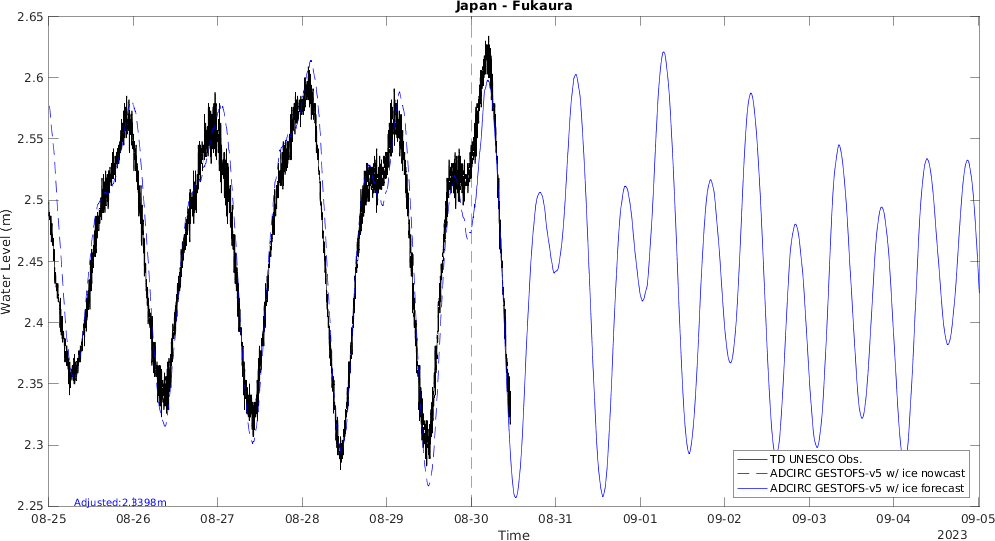 Japan - Fukaura
Water Level (m)
2.65
2.6
2.55
2.5
2.45
2.4
2.35
2.3
2.25
Adjusted:2.3398m
TD UNESCO Obs.
ADCIRC GESTOFS-v5 w/ ice nowcast
ADCIRC GESTOFS-v5 w/ ice forecast
08-25 08-26 08-27 08-28 08-29 08-30 08-31 09-01 09-02 09-03 09-04 09-05
Time
2023